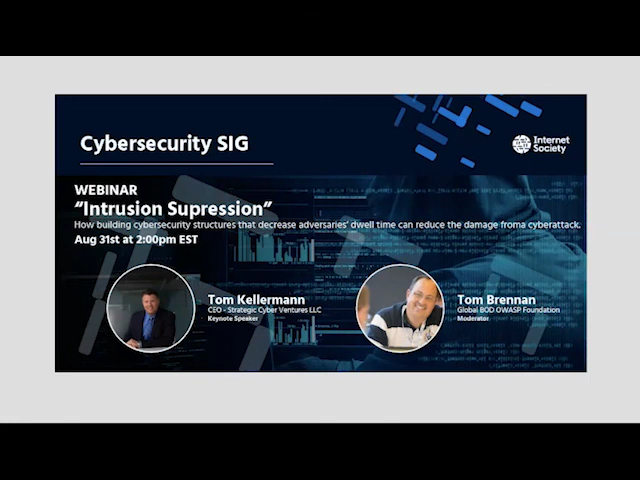 Cybersecurity SIG
Internet
Society
WEBINAR
“Intrusion Supression”
How building cybersecurity structures that decrease adversaries’ dwell time can reduce the damage froma cyberattack.
Aug 31st at 2:00pm EST
Tom Kellermann
CEO - Strategic Cyber Ventures LLC
Keynote Speaker
Tom Brennan
Global BOD OWASP Foundation
Moderator